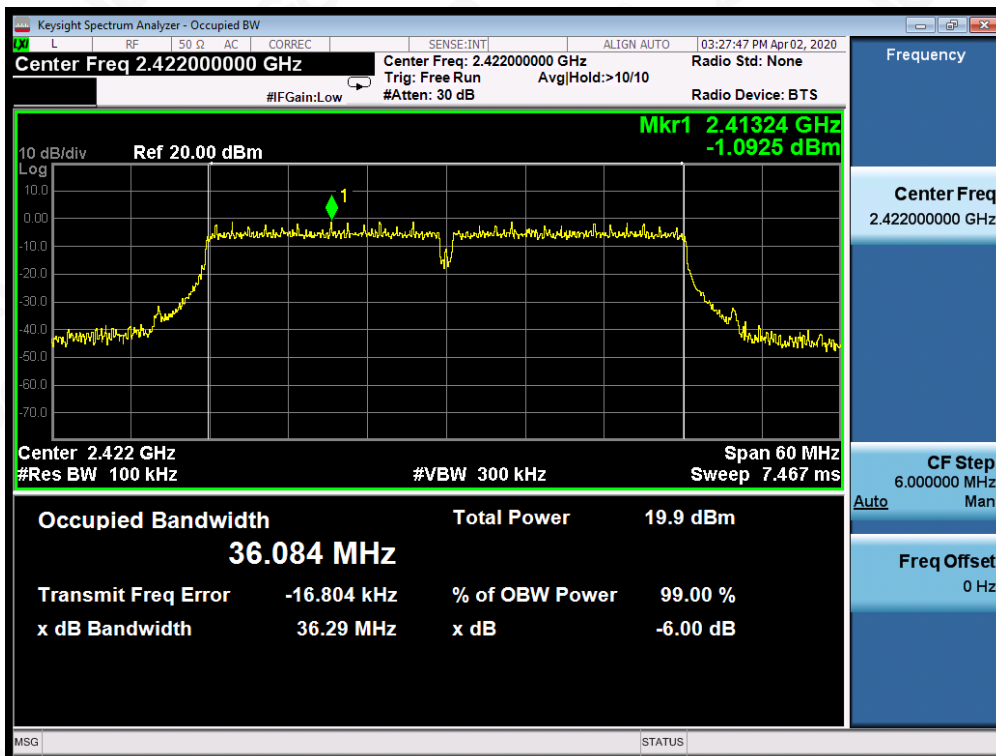 Keysight Spectrum Analyzer - Occupied BW
LXI L RF 50 Ω AC CORREC SENSE:INT ALIGN AUTO 03:27:47 PM Apr 02, 2020
Center Freq 2.422000000 GHz
Center Freq: 2.422000000 GHz Radio Std: None
Trig: Free Run Avg|Hold:>10/10
#IFGain:Low #Atten: 30 dB Radio Device: BTS
Mkr1 2.41324 GHz
-1.0925 dBm
10 dB/div Ref 20.00 dBm
Log
10.0
0.00
-10.0
-20.0
-30.0
-40.0
-50.0
-60.0
-70.0
1
Center 2.422 GHz Span 60 MHz
#Res BW 100 kHz #VBW 300 kHz Sweep 7.467 ms
Occupied Bandwidth Total Power 19.9 dBm
36.084 MHz
Transmit Freq Error -16.804 kHz % of OBW Power 99.00 %
x dB Bandwidth 36.29 MHz x dB -6.00 dB
Frequency
Center Freq
2.422000000 GHz
CF Step
6.000000 MHz
Auto Man
Freq Offset
0 Hz
MSG STATUS